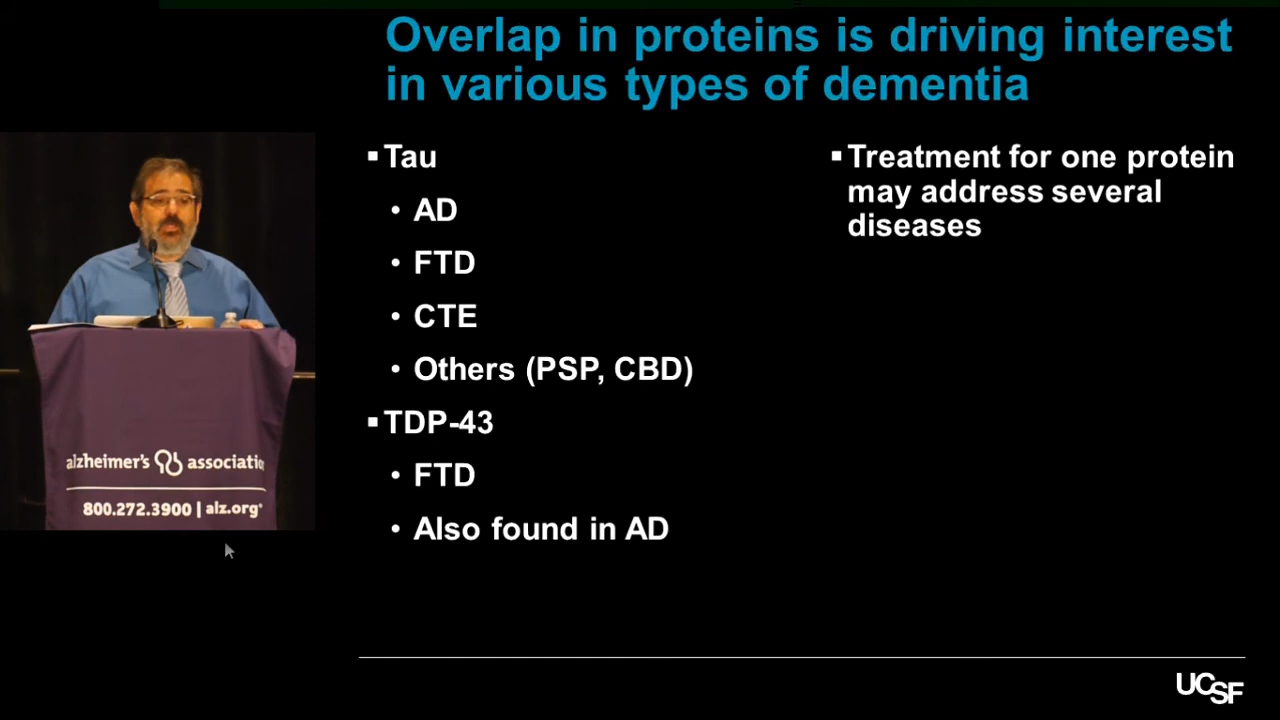 Overlap in proteins is driving interest
in various types of dementia
▪Tau
• AD
• FTD
• CTE
• Others (PSP, CBD)
▪TDP-43
• FTD
• Also found in AD
▪Treatment for one protein
may address several
diseases
alzheimer's associatio
800.272.3900 | alz.org®
UCSF